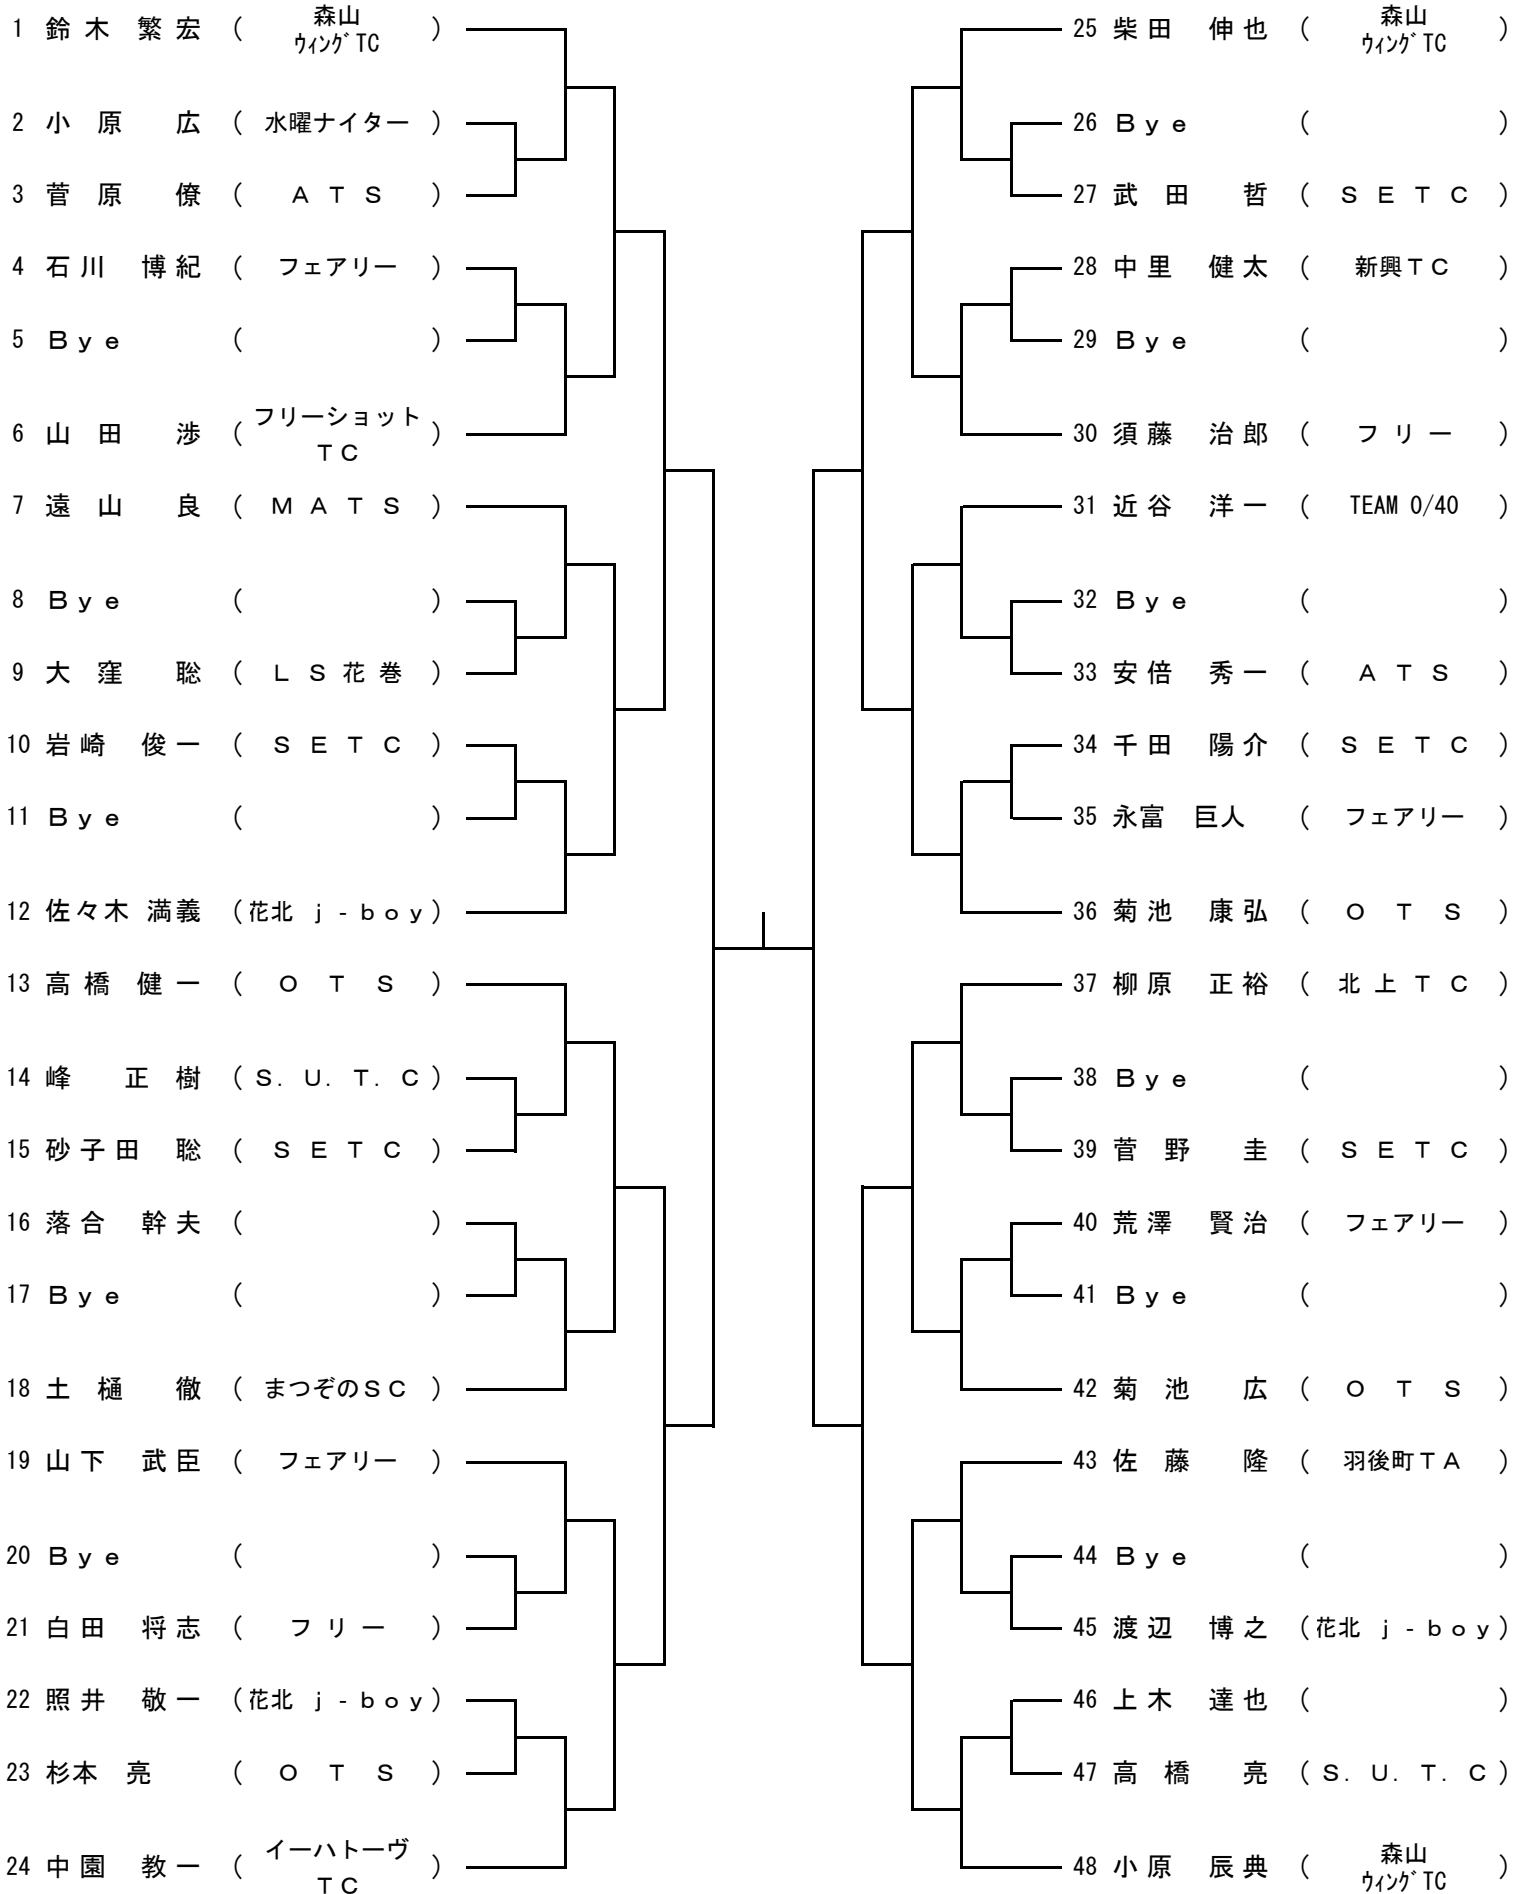 1 鈴木 繁宏 ( 森山 ｳｨﾝｸﾞTC )
2 小原 広 ( 水曜ナイター )
3 菅原 僚 ( ＡＴＳ )
4 石川 博紀 ( フェアリー )
5 Ｂｙｅ ( )
6 山田 渉 ( フリーショット ＴＣ )
7 遠山 良 ( ＭＡＴＳ )
8 Ｂｙｅ ( )
9 大窪 聡 ( ＬＳ花巻 )
10 岩崎 俊一 ( ＳＥＴＣ )
11 Ｂｙｅ ( )
12 佐々木 満義 ( 花北 ｊ-ｂｏｙ )
13 高橋 健一 ( ＯＴＳ )
14 峰 正樹 ( Ｓ．Ｕ．Ｔ．Ｃ )
15 砂子田 聡 ( ＳＥＴＣ )
16 落合 幹夫 ( )
17 Ｂｙｅ ( )
18 土樋 徹 ( まつぞのＳＣ )
19 山下 武臣 ( フェアリー )
20 Ｂｙｅ ( )
21 白田 将志 ( フリー )
22 照井 敬一 ( 花北 ｊ-ｂｏｙ )
23 杉本 亮 ( ＯＴＳ )
24 中園 教一 ( イーハトーヴ ＴＣ )
25 柴田 伸也 ( 森山 ｳｨﾝｸﾞTC )
26 Ｂｙｅ ( )
27 武田 哲 ( ＳＥＴＣ )
28 中里 健太 ( 新興ＴＣ )
29 Ｂｙｅ ( )
30 須藤 治郎 ( フリー )
31 近谷 洋一 ( TEAM 0/40 )
32 Ｂｙｅ ( )
33 安倍 秀一 ( ＡＴＳ )
34 千田 陽介 ( ＳＥＴＣ )
35 永富 巨人 ( フェアリー )
36 菊池 康弘 ( ＯＴＳ )
37 柳原 正裕 ( 北上ＴＣ )
38 Ｂｙｅ ( )
39 菅野 圭 ( ＳＥＴＣ )
40 荒澤 賢治 ( フェアリー )
41 Ｂｙｅ ( )
42 菊池 広 ( ＯＴＳ )
43 佐藤 隆 ( 羽後町ＴＡ )
44 Ｂｙｅ ( )
45 渡辺 博之 ( 花北 ｊ-ｂｏｙ )
46 上木 達也 ( )
47 高橋 亮 ( Ｓ．Ｕ．Ｔ．Ｃ )
48 小原 辰典 ( 森山 ｳｨﾝｸﾞTC )